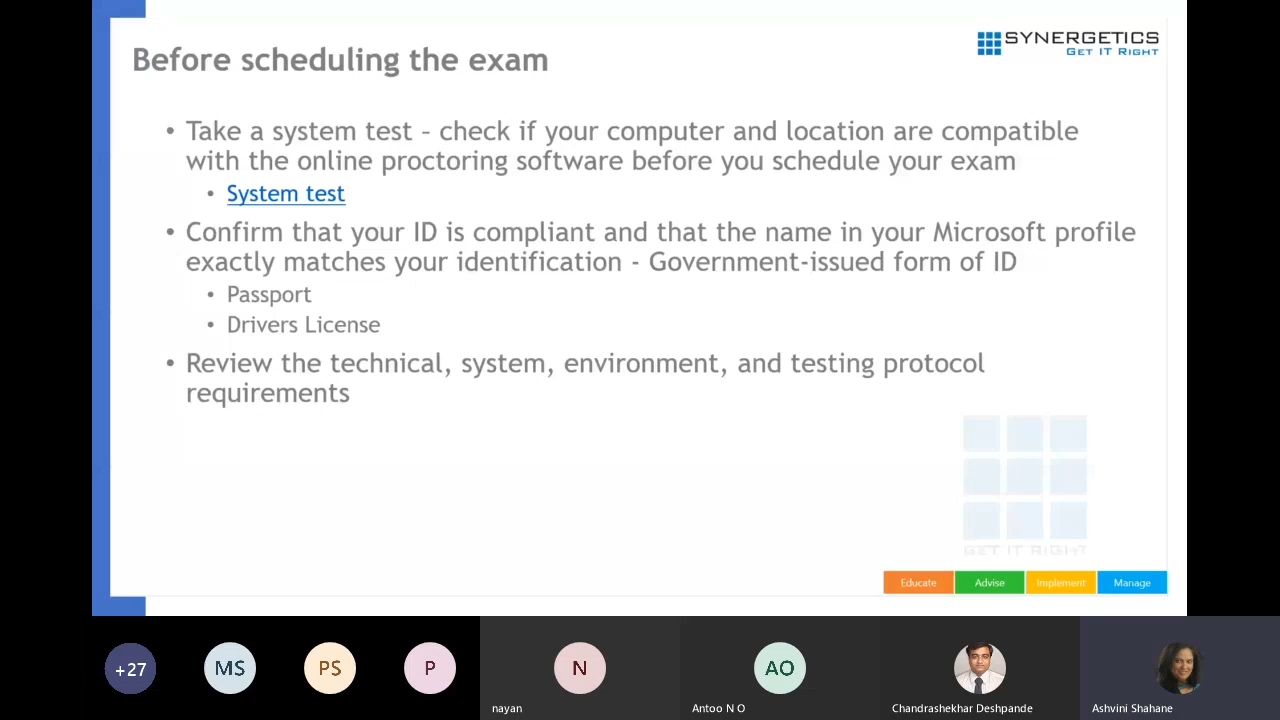 Before scheduling the exam
SYNERGETICS
GET IT RIGHT
• Take a system test – check if your computer and location are compatible
with the online proctoring software before you schedule your exam
• System test
• Confirm that your ID is compliant and that the name in your Microsoft profile
exactly matches your identification - Government-issued form of ID
• Passport
• Drivers License
• Review the technical, system, environment, and testing protocol
requirements
GET IT RIGHT
Educate Advise Implement Manage
+27 MS PS P N AO
nayan Antoo N O Chandrashekhar Deshpande Ashvini Shahane